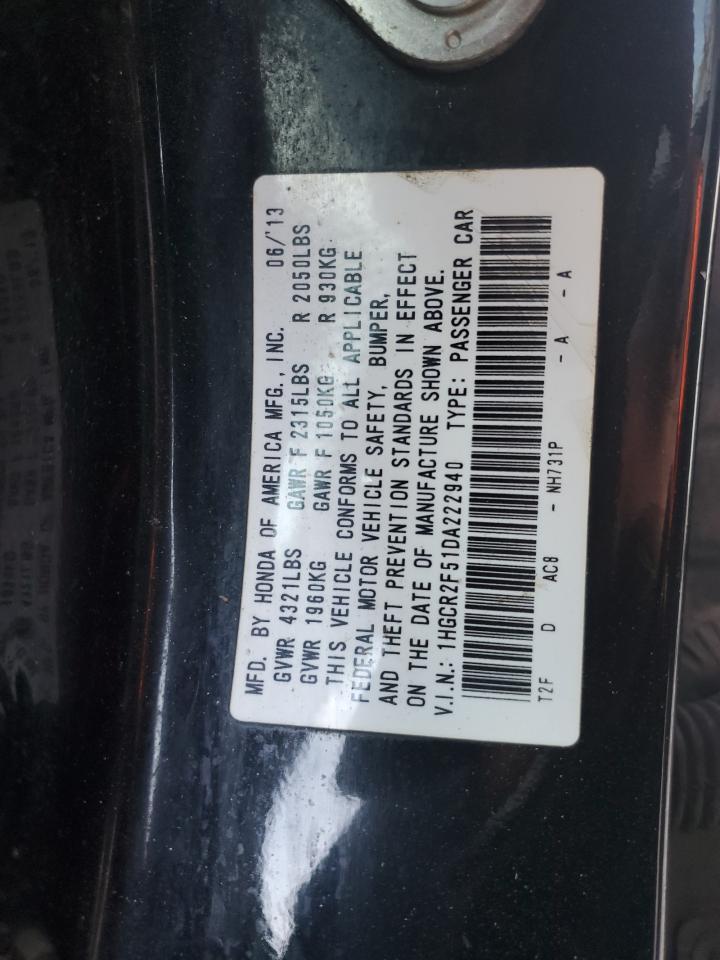 MFD. BY HONDA OF AMERICA MFG., INC. 06/'13
GVWR 4321LBS GAWR F 2315LBS R 2050LBS
GVWR 1960KG GAWR F 1050KG R 930KG
THIS VEHICLE CONFORMS TO ALL APPLICABLE
FEDERAL MOTOR VEHICLE SAFETY, BUMPER,
AND THEFT PREVENTION STANDARDS IN EFFECT
ON THE DATE OF MANUFACTURE SHOWN ABOVE.
V.I.N.: 1HGCR2F51DA222940 TYPE: PASSENGER CAR
T2F D AC8 - NH731P - A - A